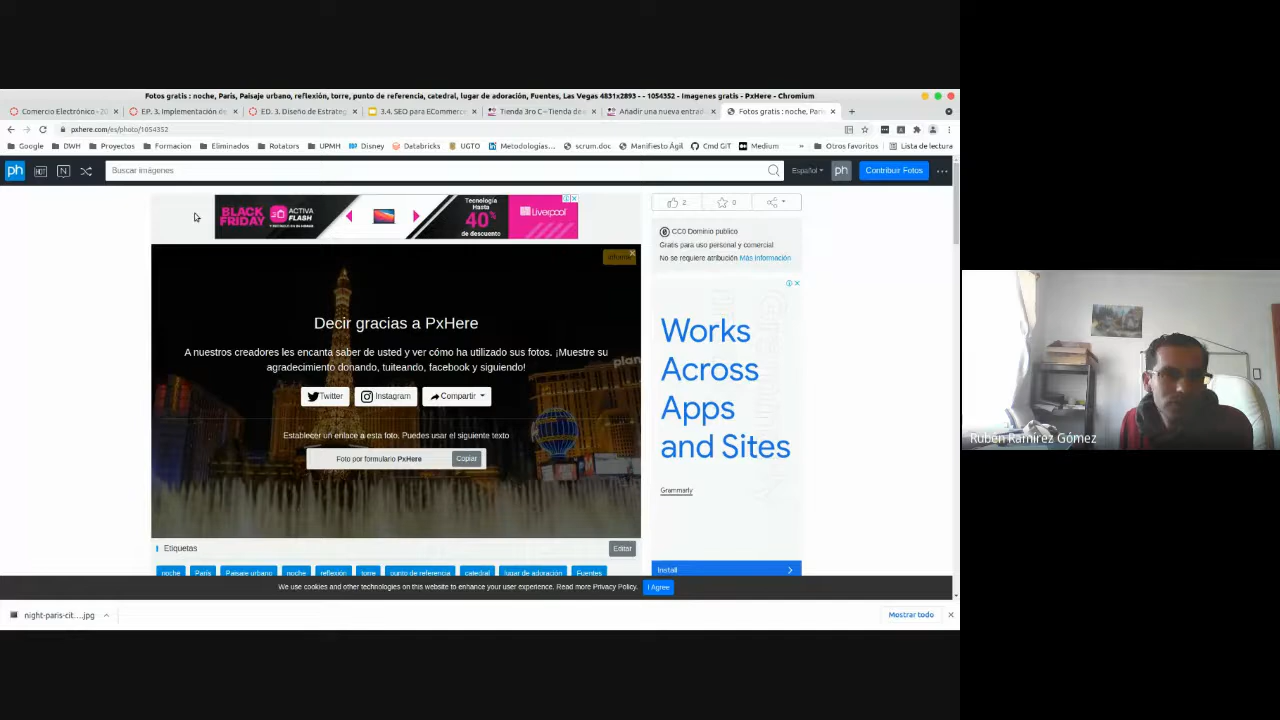 Fotos gratis : noche, Paris, Paisaje urbano, reflexión, torre, punto de referencia, catedral, lugar de adoración, Fuentes, Las Vegas 4831x2893 - - 1054352 - Imagenes gratis - PxHere - Chromium
Comercio Electrónico - 20
EP. 3. Implementación de
ED. 3. Diseño de Estrateg
3.4. SEO para ECommerce
Tienda 3ro C – Tienda de
Añadir una nueva entrad
Fotos gratis : noche, Paris
pxhere.com/es/photo/1054352
Google
DWH
Proyectos
Formacion
Eliminados
Rotators
UPMH
Disney
Databricks
UGTO
Metodologías...
scrum.doc
Manifiesto Ágil
Cmd GIT
Medium
»
Otros favoritos
Lista de lectura
ph
Buscar imágenes
Español
ph
Contribuir Fotos
BLACK FRIDAY
ACTIVA FLASH
Tecnología
Hasta
40%
de descuento
Liverpool
2
0
CC0 Dominio publico
Gratis para uso personal y comercial
No se requiere atribución Más información
Decir gracias a PxHere
A nuestros creadores les encanta saber de usted y ver cómo ha utilizado sus fotos. ¡Muestre su
agradecimiento donando, tuiteando, facebook y siguiendo!
Twitter
Instagram
Compartir
Establecer un enlace a esta foto. Puedes usar el siguiente texto
Foto por formulario PxHere
Copiar
Works
Across
Apps
and Sites
Grammarly
Install
Etiquetas
Editar
noche
Paris
Paisaje urbano
noche
reflexión
torre
punto de referencia
catedral
lugar de adoración
Fuentes
We use cookies and other technologies on this website to enhance your user experience. Read more Privacy Policy.
I Agree
night-paris-cit....jpg
Mostrar todo
Rubén Ramírez Gómez